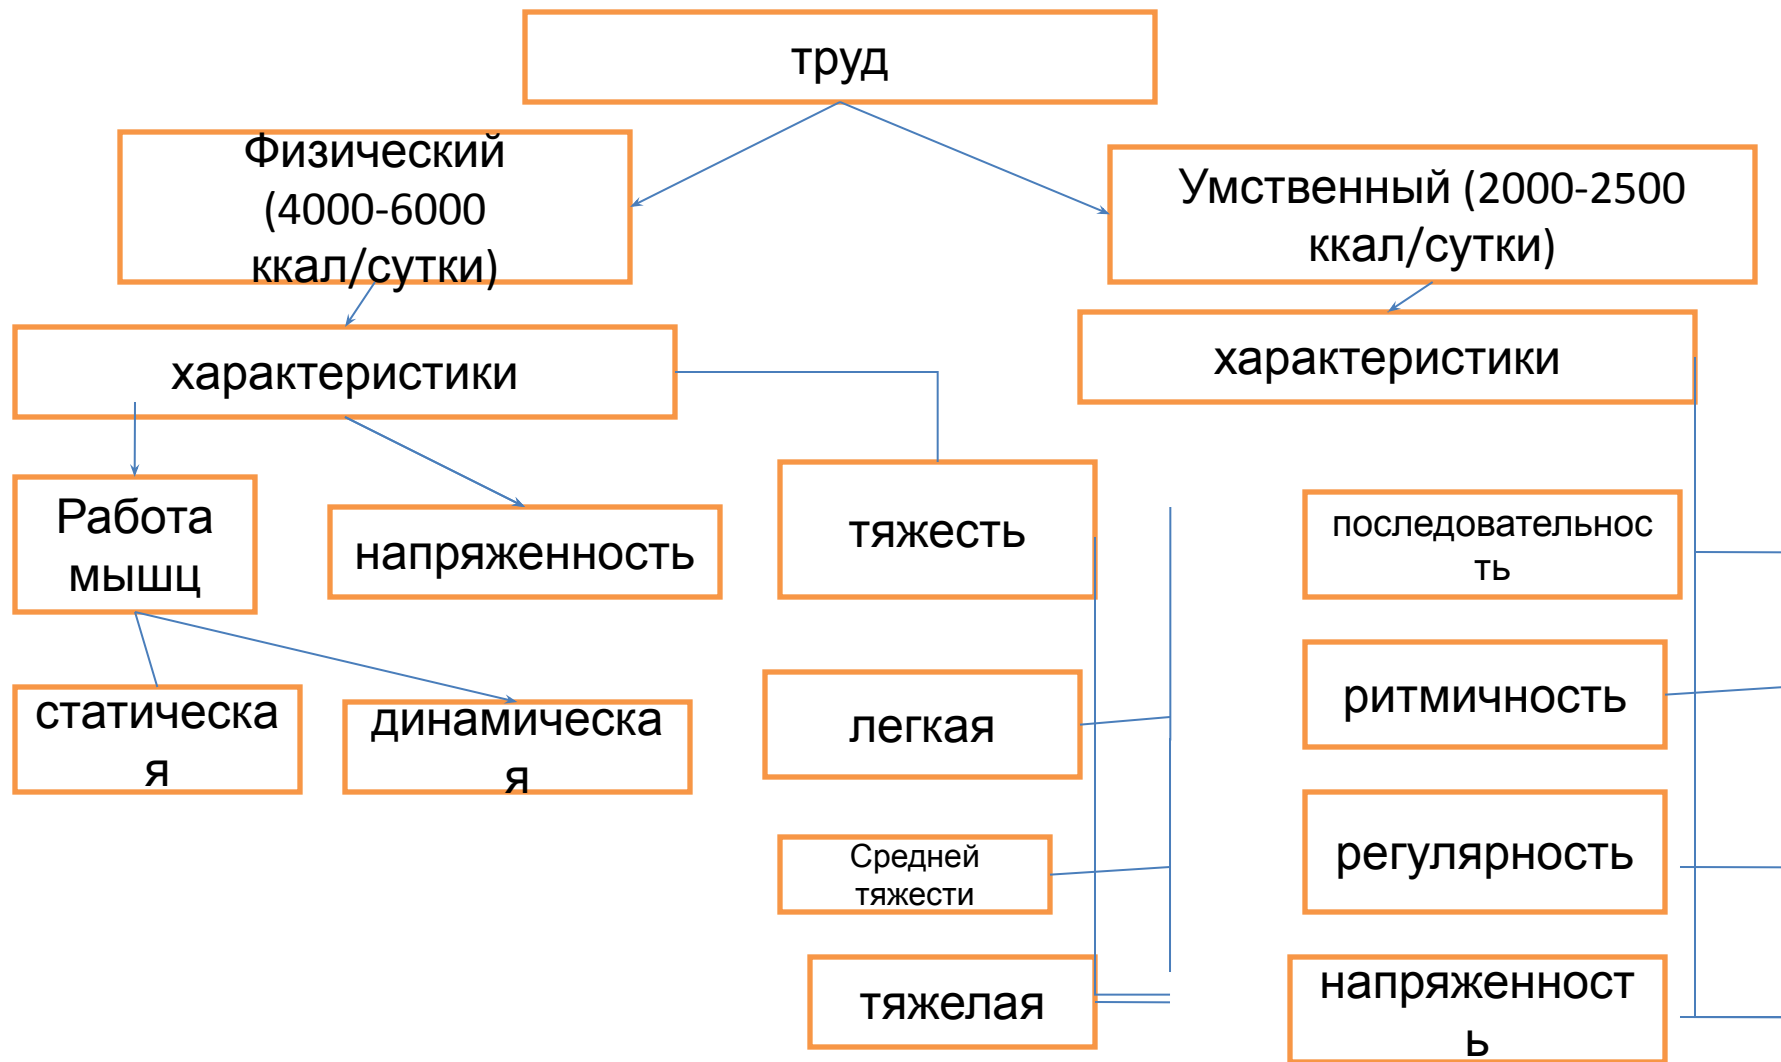 труд
Физический
(4000-6000
ккал/сутки)
Умственный (2000-2500
ккал/сутки)
характеристики
характеристики
Работа
мышц
напряженность
тяжесть
последовательнос
ть
статическа
я
динамическа
я
легкая
ритмичность
Средней
тяжести
регулярность
тяжелая
напряженност
ь